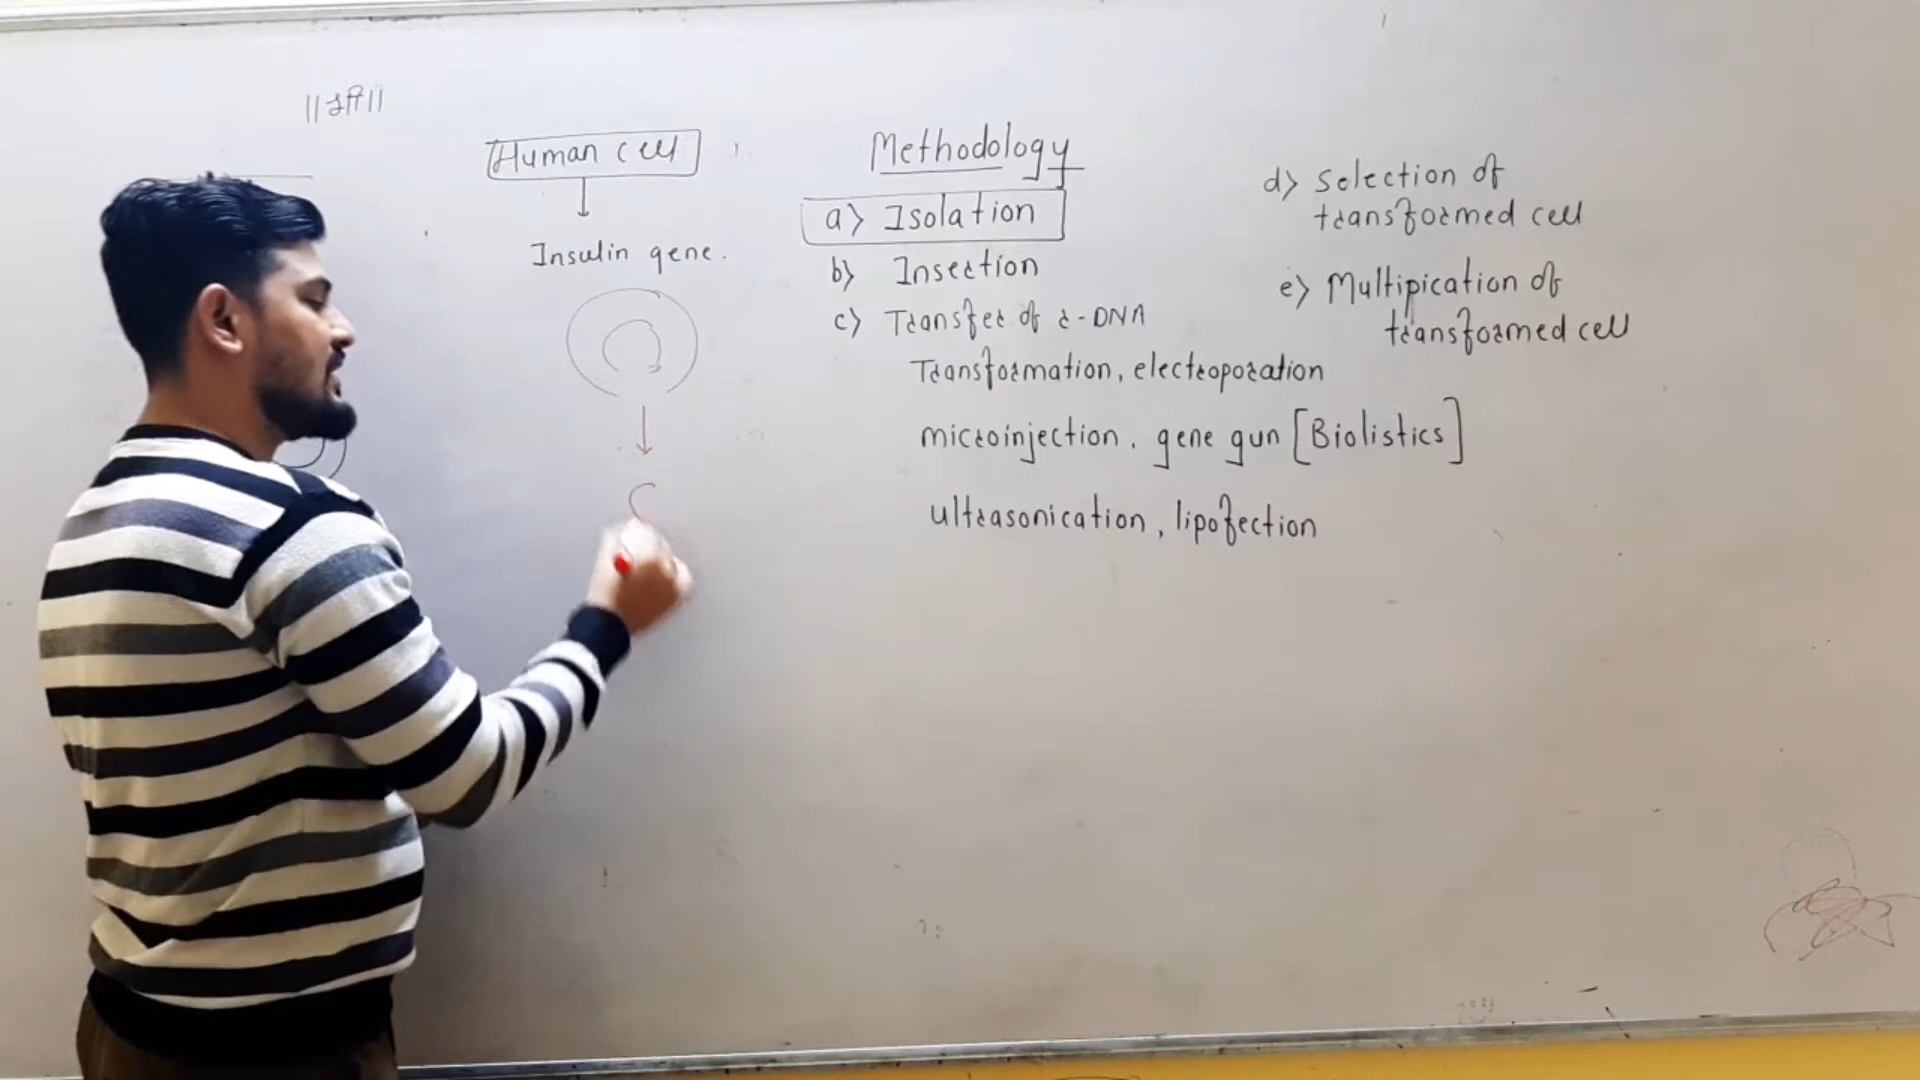 ||श्री||
Human cell
Insulin gene.
Methodology
a) Isolation
b) Insertion
c) Transfer of r-DNA
Transformation, electroporation
microinjection, gene gun [Biolistics]
ultrasonication, lipofection
d) Selection of
transformed cell
e) Multipication of
transformed cell